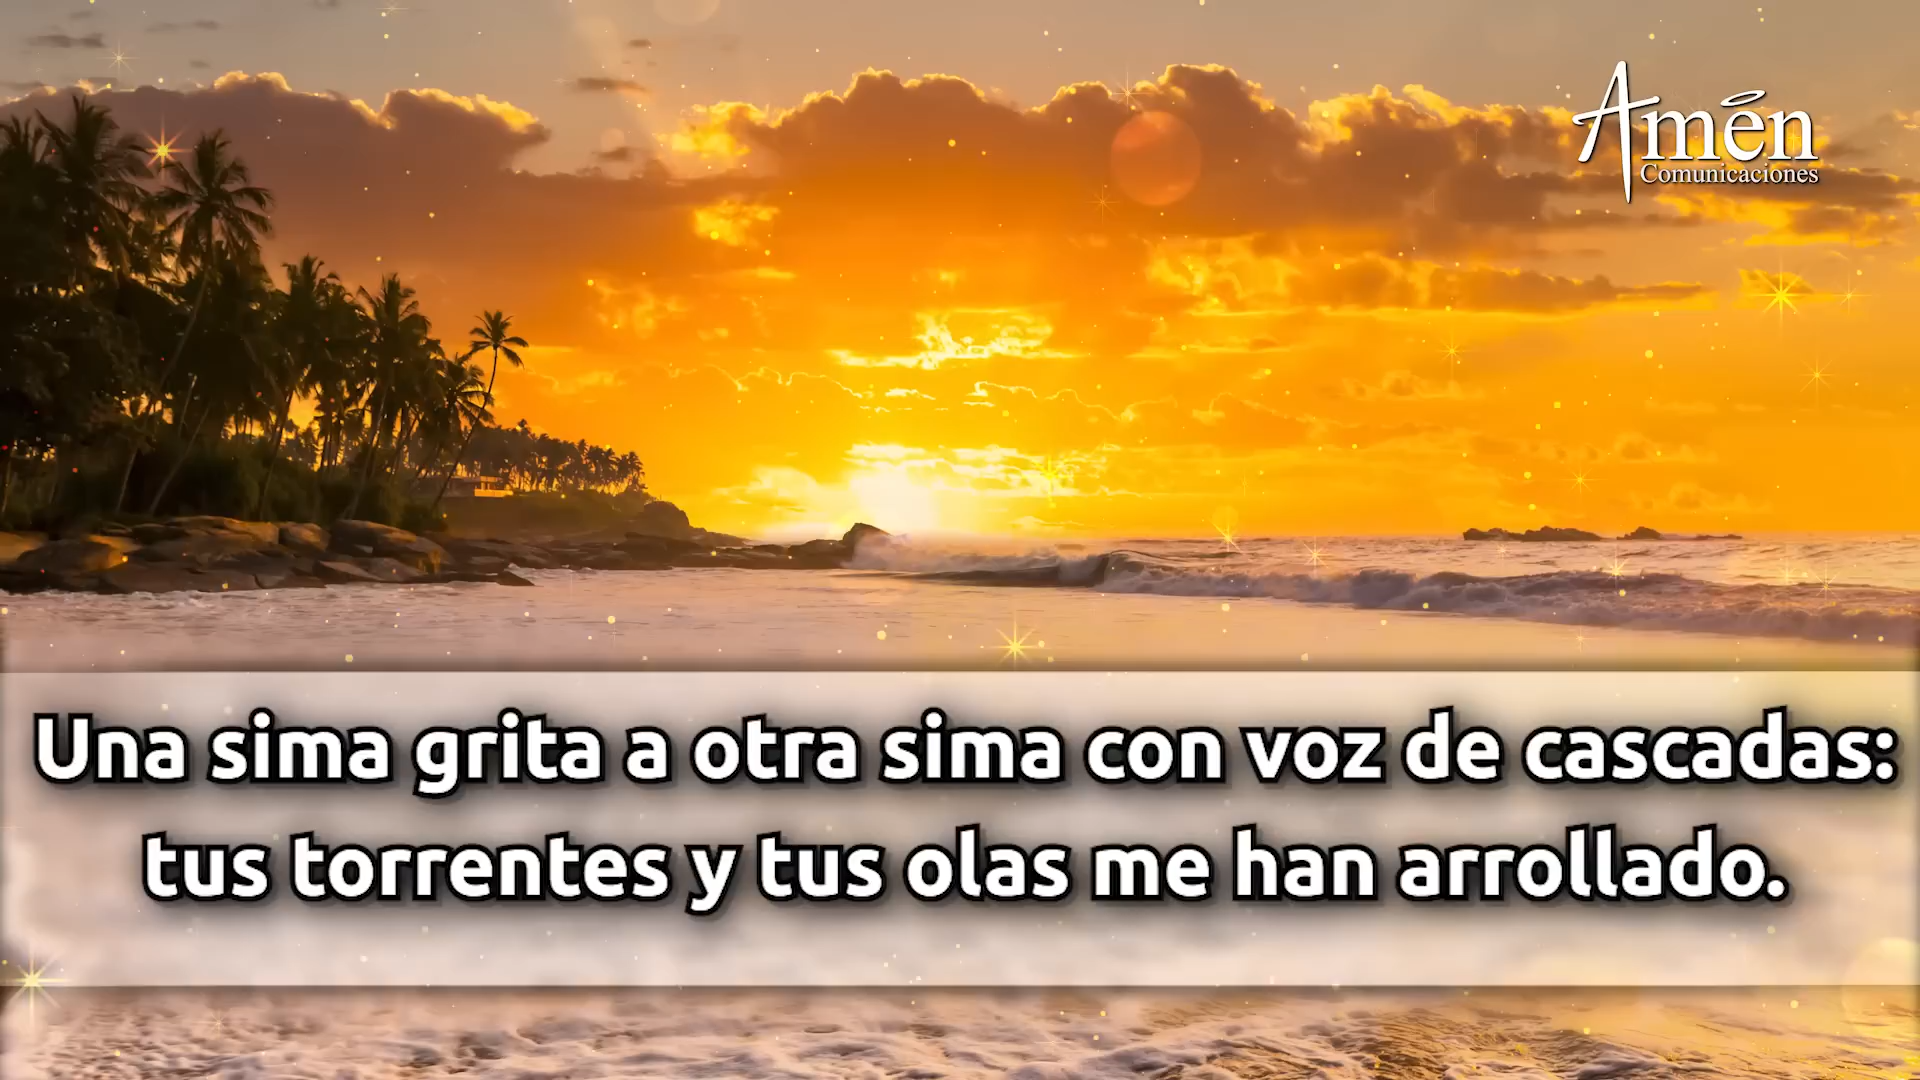 Amén
Comunicaciones
Una sima grita a otra sima con voz de cascadas:
tus torrentes y tus olas me han arrollado.